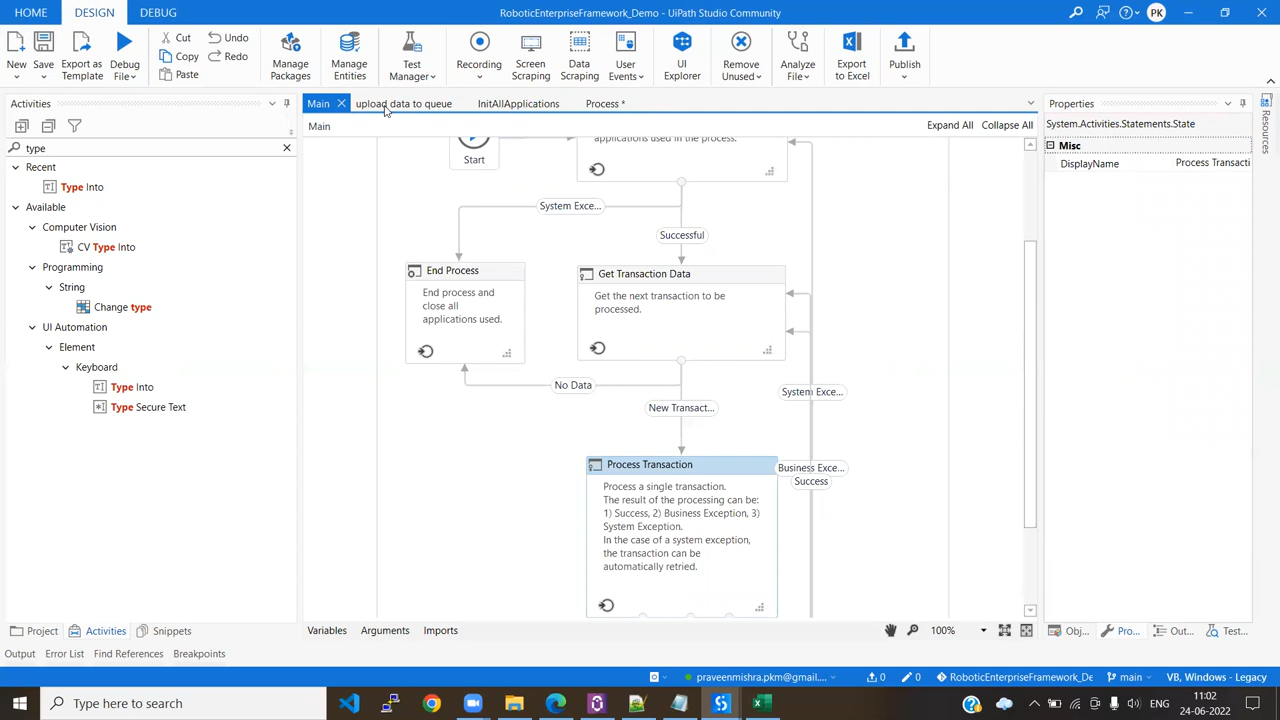 HOME
DESIGN
DEBUG
RoboticEnterpriseFramework_Demo - UiPath Studio Community
PK
New
Save
Export as Template
Debug File
Cut
Copy
Paste
Undo
Redo
Manage Packages
Manage Entities
Test Manager
Recording
Screen Scraping
Data Scraping
User Events
UI Explorer
Remove Unused
Analyze File
Export to Excel
Publish
Activities
type
Recent
Type Into
Available
Computer Vision
CV Type Into
Programming
String
Change type
UI Automation
Element
Keyboard
Type Into
Type Secure Text
Project
Activities
Snippets
Main
upload data to queue
InitAllApplications
Process *
Main
Expand All
Collapse All
Start
applications used in the process.
System Exce...
Successful
End Process
End process and
close all
applications used.
Get Transaction Data
Get the next transaction to be
processed.
No Data
New Transact...
System Exce...
Business Exce...
Success
Process Transaction
Process a single transaction.
The result of the processing can be:
1) Success, 2) Business Exception, 3)
System Exception.
In the case of a system exception,
the transaction can be
automatically retried.
Variables
Arguments
Imports
100%
Properties
System.Activities.Statements.State
Misc
DisplayName
Process Transacti
Resources
Obj...
Pro...
Out...
Test...
Output
Error List
Find References
Breakpoints
praveenmishra.pkm@gmail....
0
0
RoboticEnterpriseFramework_De
main
VB, Windows - Legacy
Type here to search
ENG
11:02
24-06-2022
7